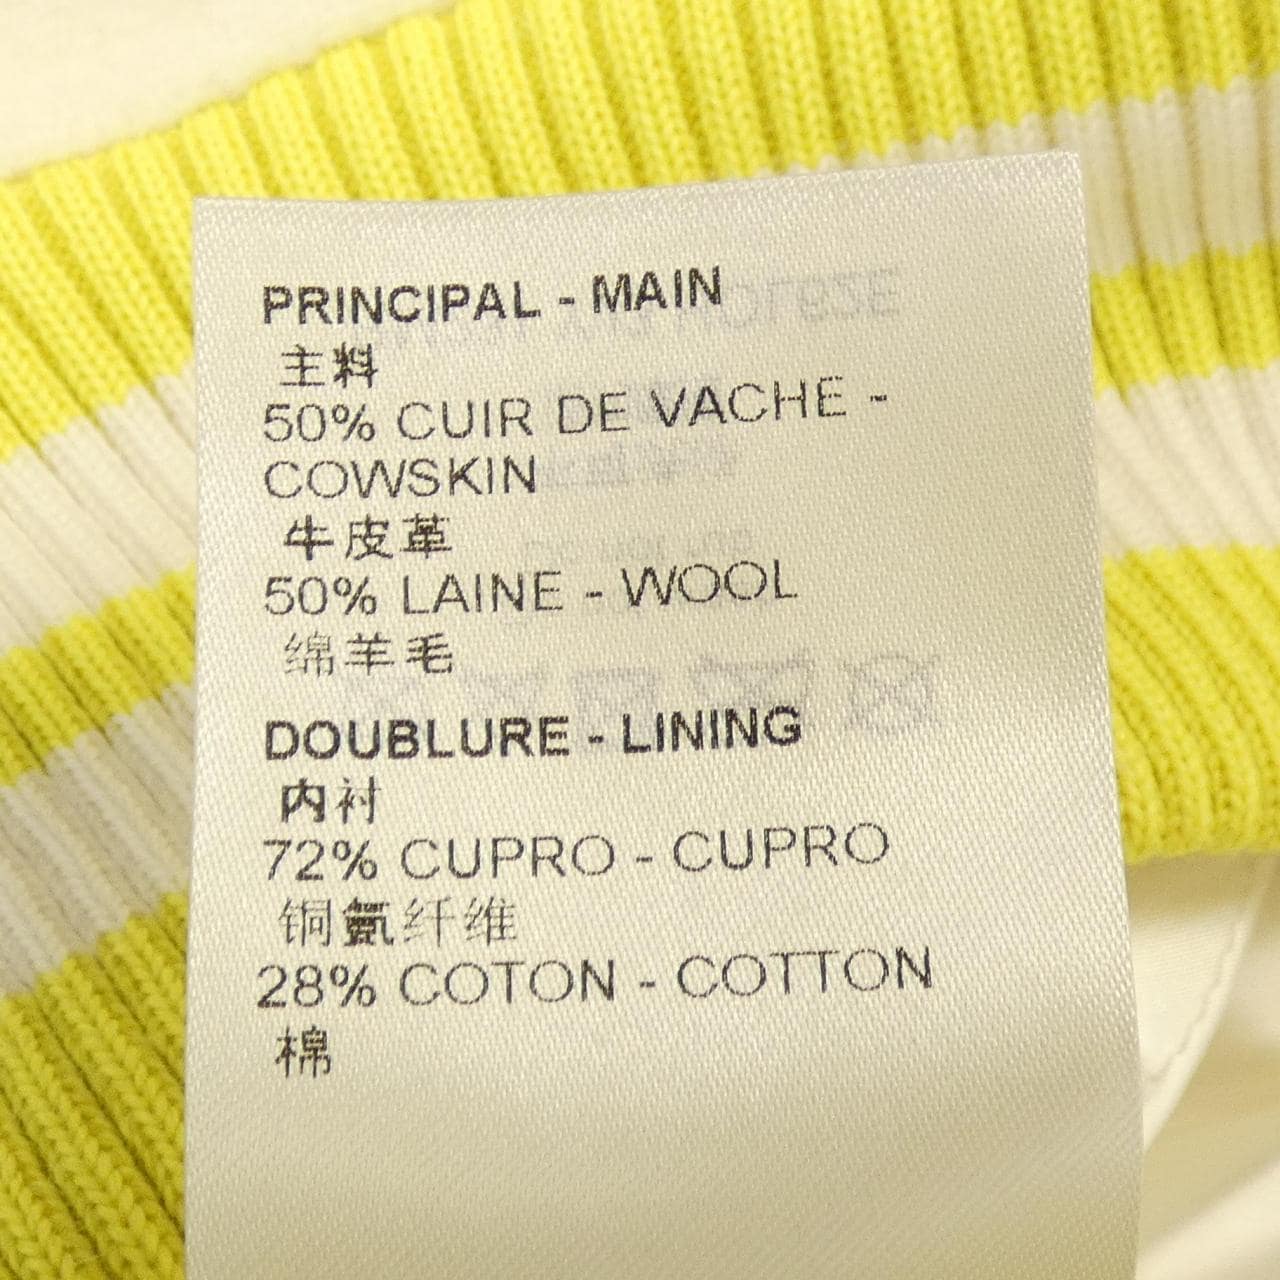 PRINCIPAL - MAIN
主料
50% CUIR DE VACHE -
COWSKIN
牛皮革
50% LAINE - WOOL
绵羊毛
DOUBLURE - LINING
内衬
72% CUPRO - CUPRO
铜氨纤维
28% COTON - COTTON
棉